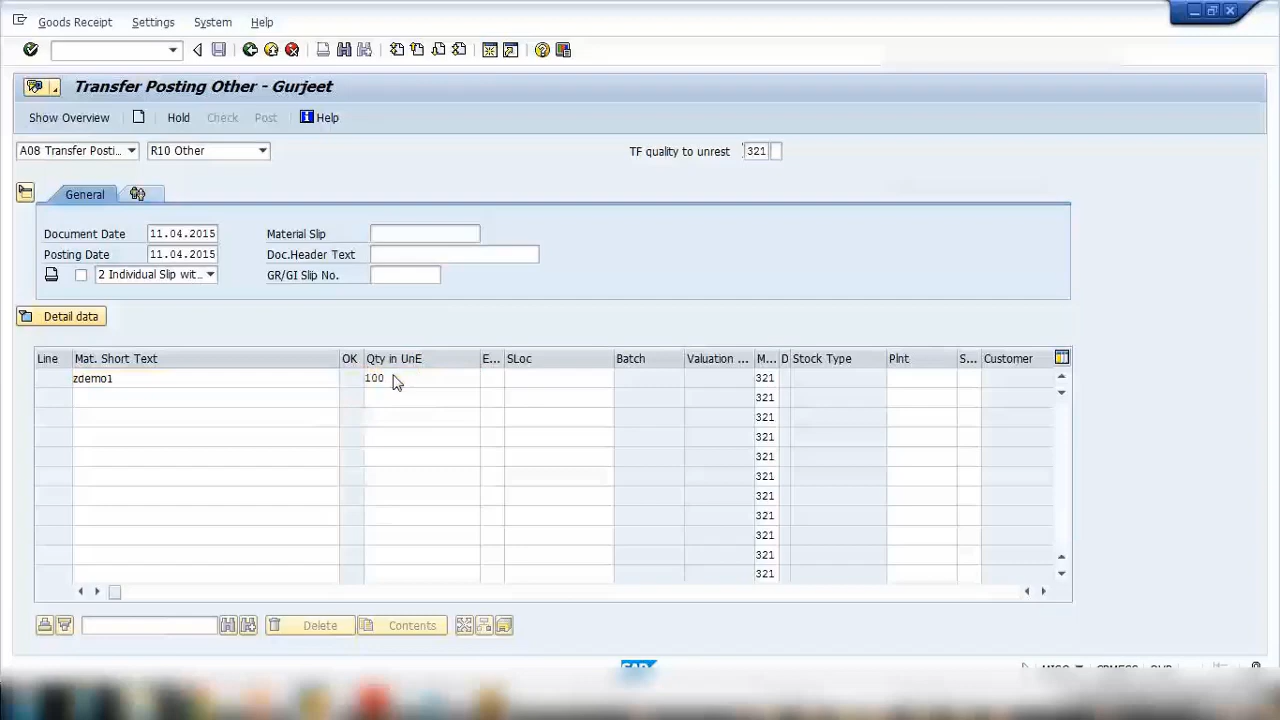 Goods Receipt Settings System Help
Transfer Posting Other - Gurjeet
Show Overview Hold Check Post Help
A08 Transfer Posti... R10 Other TF quality to unrest 321
General
Document Date 11.04.2015 Material Slip
Posting Date 11.04.2015 Doc.Header Text
2 Individual Slip wit... GR/GI Slip No.
Detail data
Line Mat. Short Text OK Qty in UnE E... SLoc Batch Valuation ... M... D Stock Type Plnt S... Customer
zdemo1 100 321
321
321
321
321
321
321
321
321
321
321
Delete Contents
SAP